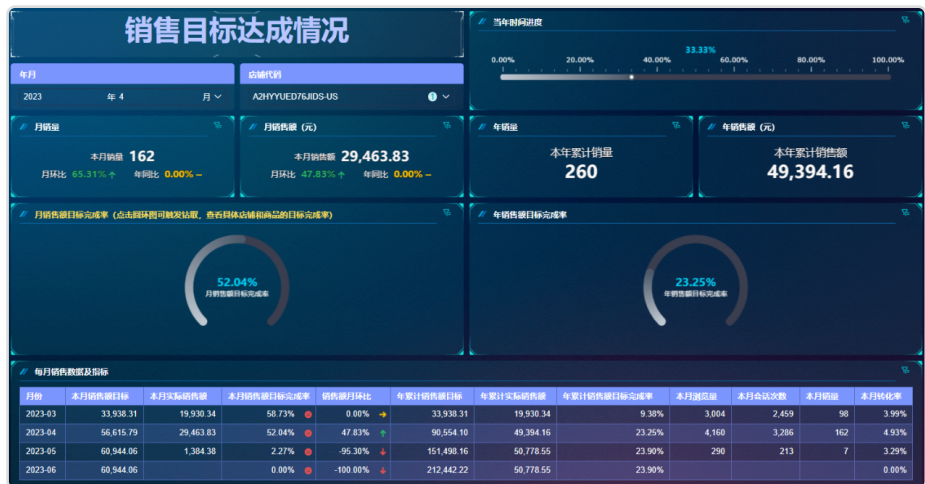 销售目标达成情况
年月
2023 年 4 月
店铺代码
A2HYYUED76JIDS-US 1
当年时间进度
33.33%
0.00% 20.00% 40.00% 60.00% 80.00% 100.00%
月销量
本月销量 162
月环比 65.31% ↑ 年同比 0.00% –
月销售额（元）
本月销售额 29,463.83
月环比 47.83% ↑ 年同比 0.00% –
年销量
本年累计销量
260
年销售额（元）
本年累计销售额
49,394.16
月销售额目标完成率（点击圆环图可触发钻取，查看具体店铺和商品的目标完成率）
52.04%
月销售额目标完成率
年销售额目标完成率
23.25%
年销售额目标完成率
每月销售数据及指标
月份 本月销售额目标 本月实际销售额 本月销售额目标完成率 销售额月环比 年累计销售额目标 年累计实际销售额 年累计销售额目标完成率 本月浏览量 本月会话次数 本月销量 本月转化率
2023-03 33,938.31 19,930.34 58.73% 0.00% → 33,938.31 19,930.34 9.38% 3,004 2,459 98 3.99%
2023-04 56,615.79 29,463.83 52.04% 47.83% ↑ 90,554.10 49,394.16 23.25% 4,160 3,286 162 4.93%
2023-05 60,944.06 1,384.38 2.27% -95.30% ↓ 151,498.16 50,778.55 23.90% 290 213 7 3.29%
2023-06 60,944.06 0.00% -100.00% ↓ 212,442.22 50,778.55 23.90% 0.00%